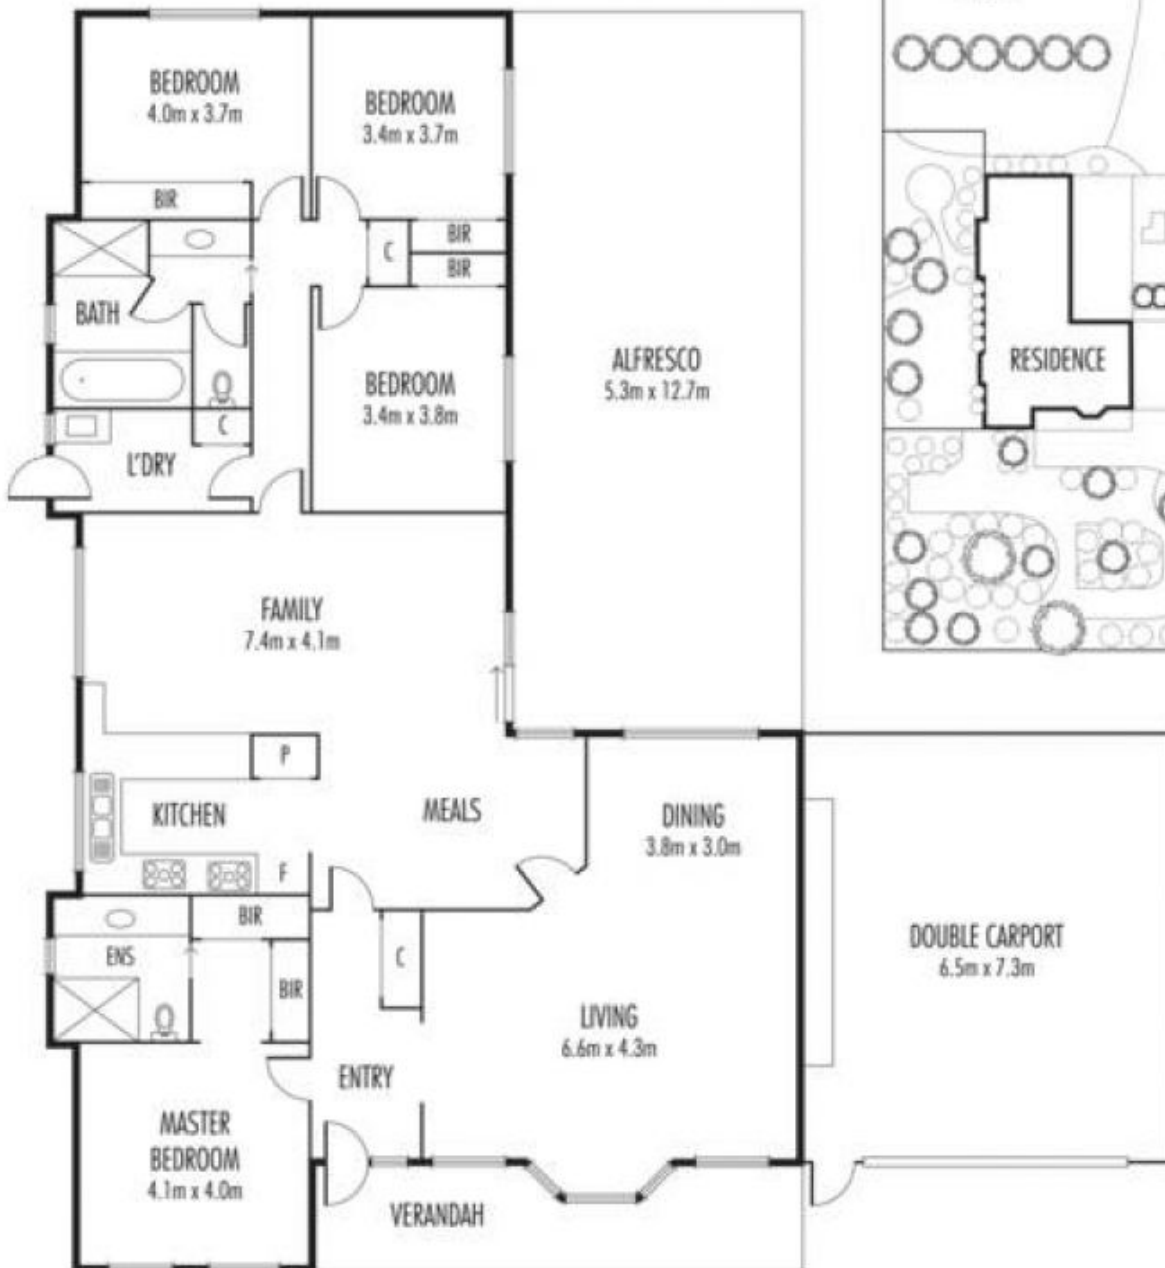 BEDROOM
4.0m x 3.7m
BEDROOM
3.4m x 3.7m
BIR
BIR
C
BIR
BATH
BEDROOM
3.4m x 3.8m
ALFRESCO
5.3m x 12.7m
RESIDENCE
C
L'DRY
FAMILY
7.4m x 4.1m
P
KITCHEN
MEALS
DINING
3.8m x 3.0m
F
BIR
ENS
BIR
C
DOUBLE CARPORT
6.5m x 7.3m
LIVING
6.6m x 4.3m
ENTRY
MASTER
BEDROOM
4.1m x 4.0m
VERANDAH